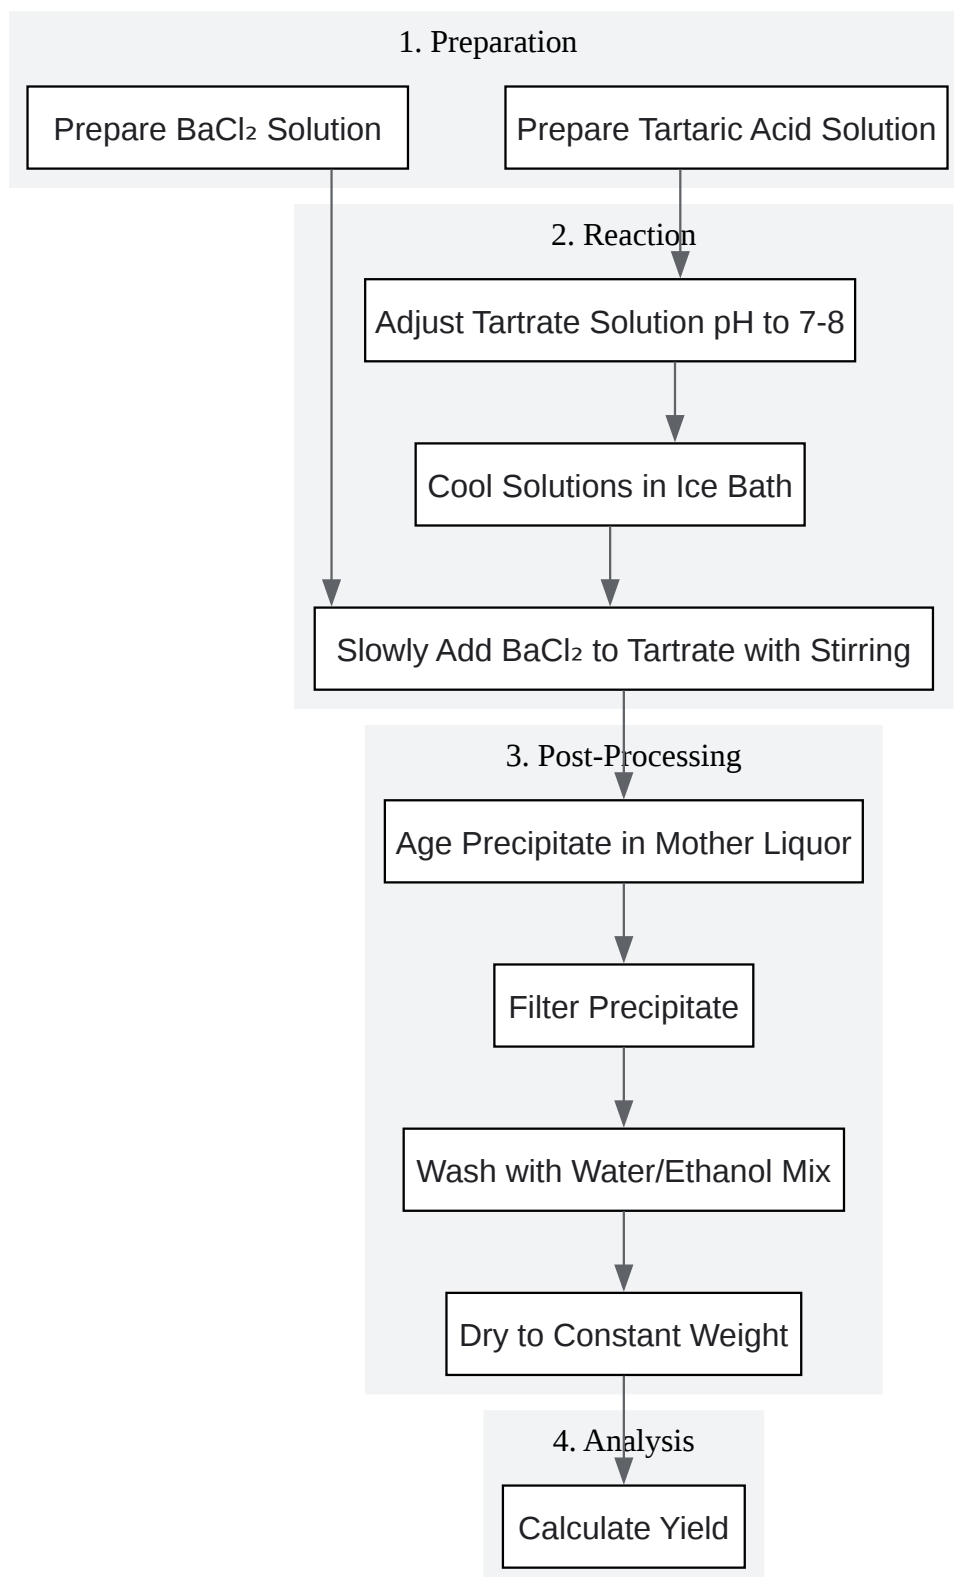 1. Preparation
Prepare BaCl₂ Solution
Prepare Tartaric Acid Solution
2. Reaction
Adjust Tartrate Solution pH to 7-8
Cool Solutions in Ice Bath
Slowly Add BaCl₂ to Tartrate with Stirring
3. Post-Processing
Age Precipitate in Mother Liquor
Filter Precipitate
Wash with Water/Ethanol Mix
Dry to Constant Weight
4. Analysis
Calculate Yield